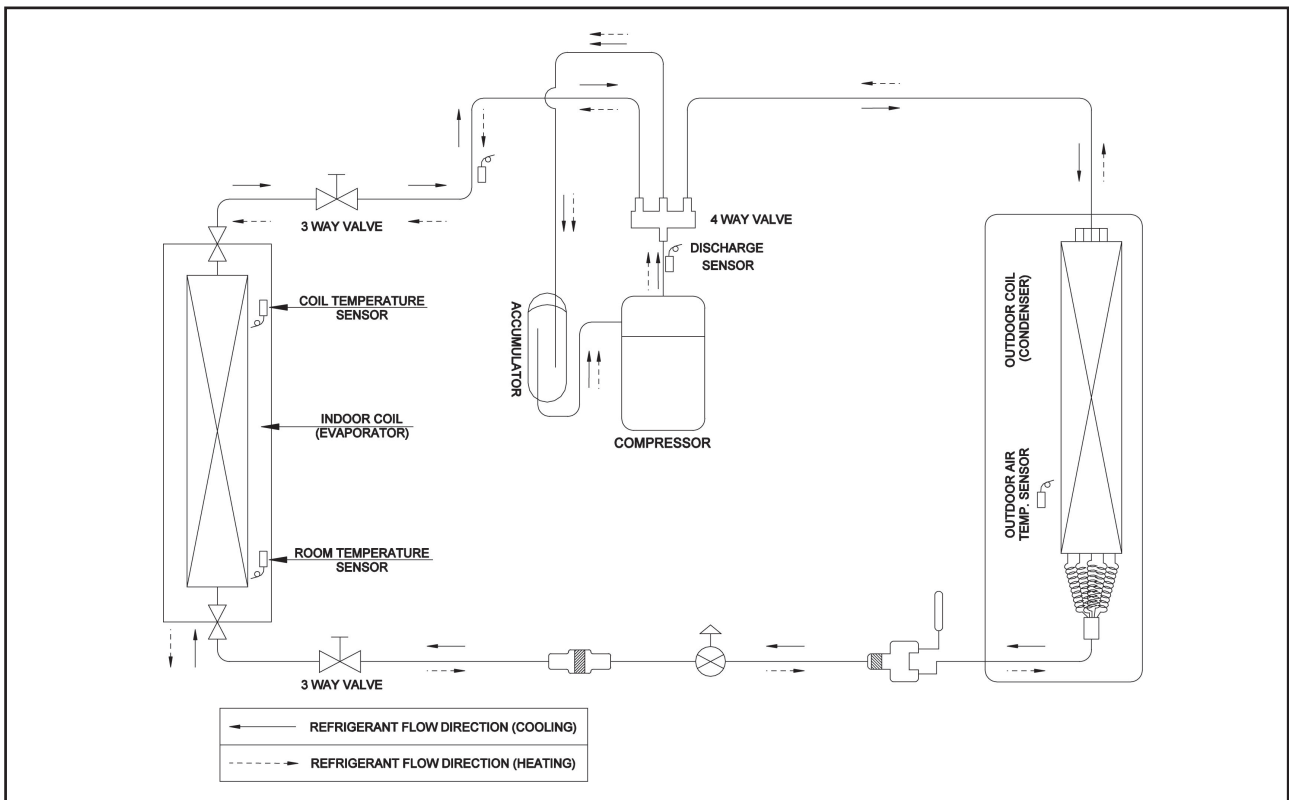 3 WAY VALVE
4 WAY VALVE
DISCHARGE
SENSOR
COIL TEMPERATURE
SENSOR
ACCUMULATOR
OUTDOOR COIL
(CONDENSER)
INDOOR COIL
(EVAPORATOR)
COMPRESSOR
OUTDOOR AIR
TEMP. SENSOR
ROOM TEMPERATURE
SENSOR
3 WAY VALVE
REFRIGERANT FLOW DIRECTION (COOLING)
REFRIGERANT FLOW DIRECTION (HEATING)